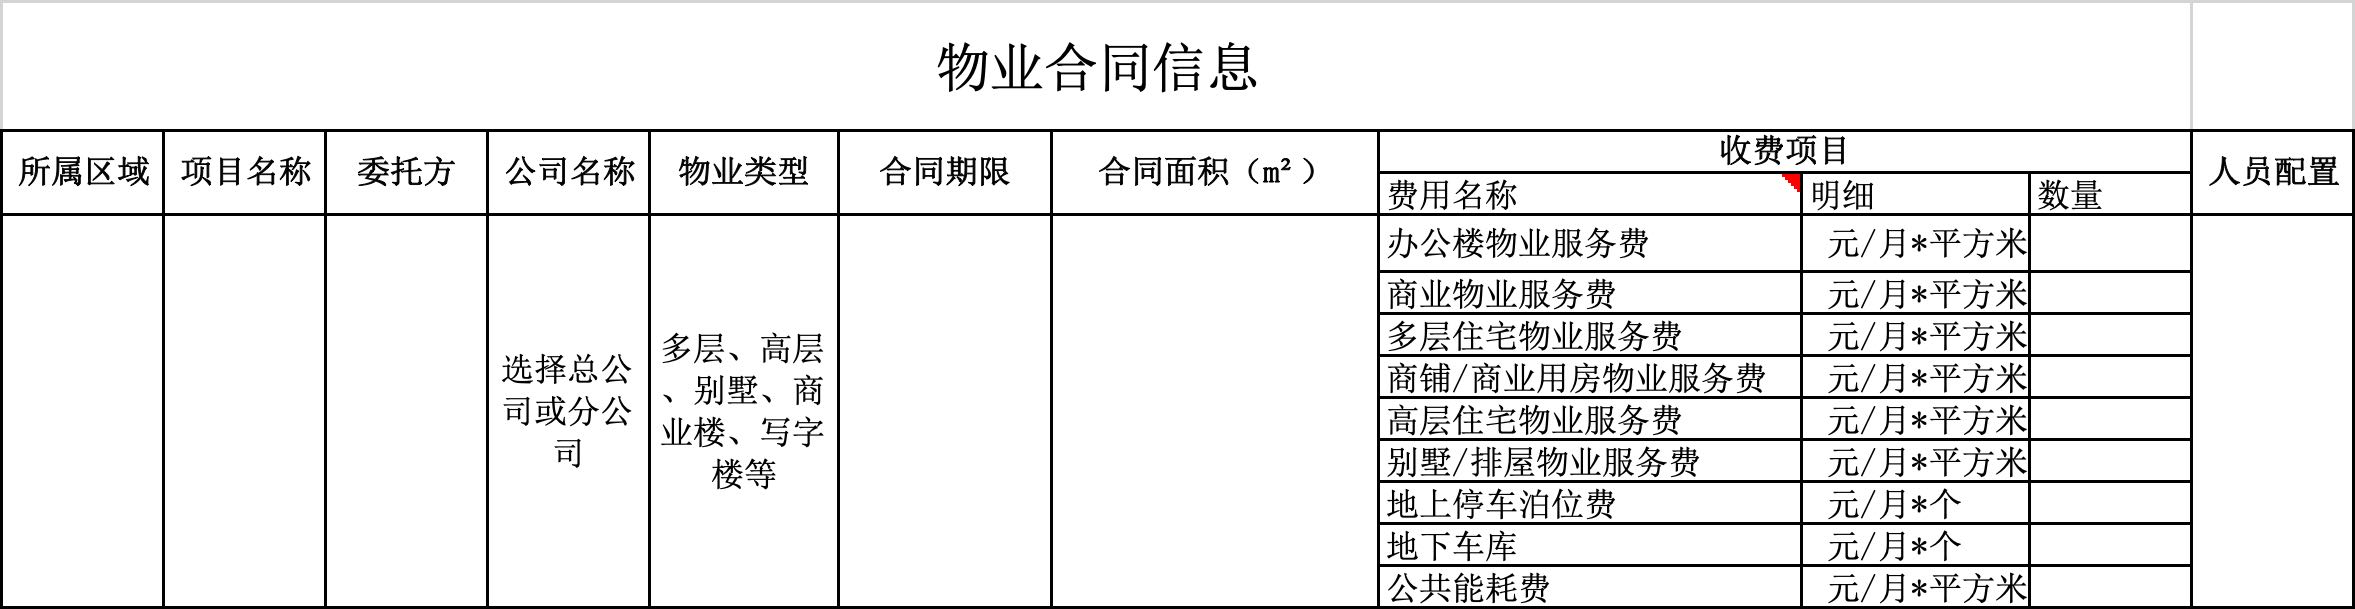 物业合同信息
所属区域 项目名称 委托方 公司名称 物业类型 合同期限 合同面积（m²） 收费项目 人员配置
费用名称 明细 数量
选择总公
司或分公
司
多层、高层
、别墅、商
业楼、写字
楼等
办公楼物业服务费 元/月*平方米
商业物业服务费 元/月*平方米
多层住宅物业服务费 元/月*平方米
商铺/商业用房物业服务费 元/月*平方米
高层住宅物业服务费 元/月*平方米
别墅/排屋物业服务费 元/月*平方米
地上停车泊位费 元/月*个
地下车库 元/月*个
公共能耗费 元/月*平方米